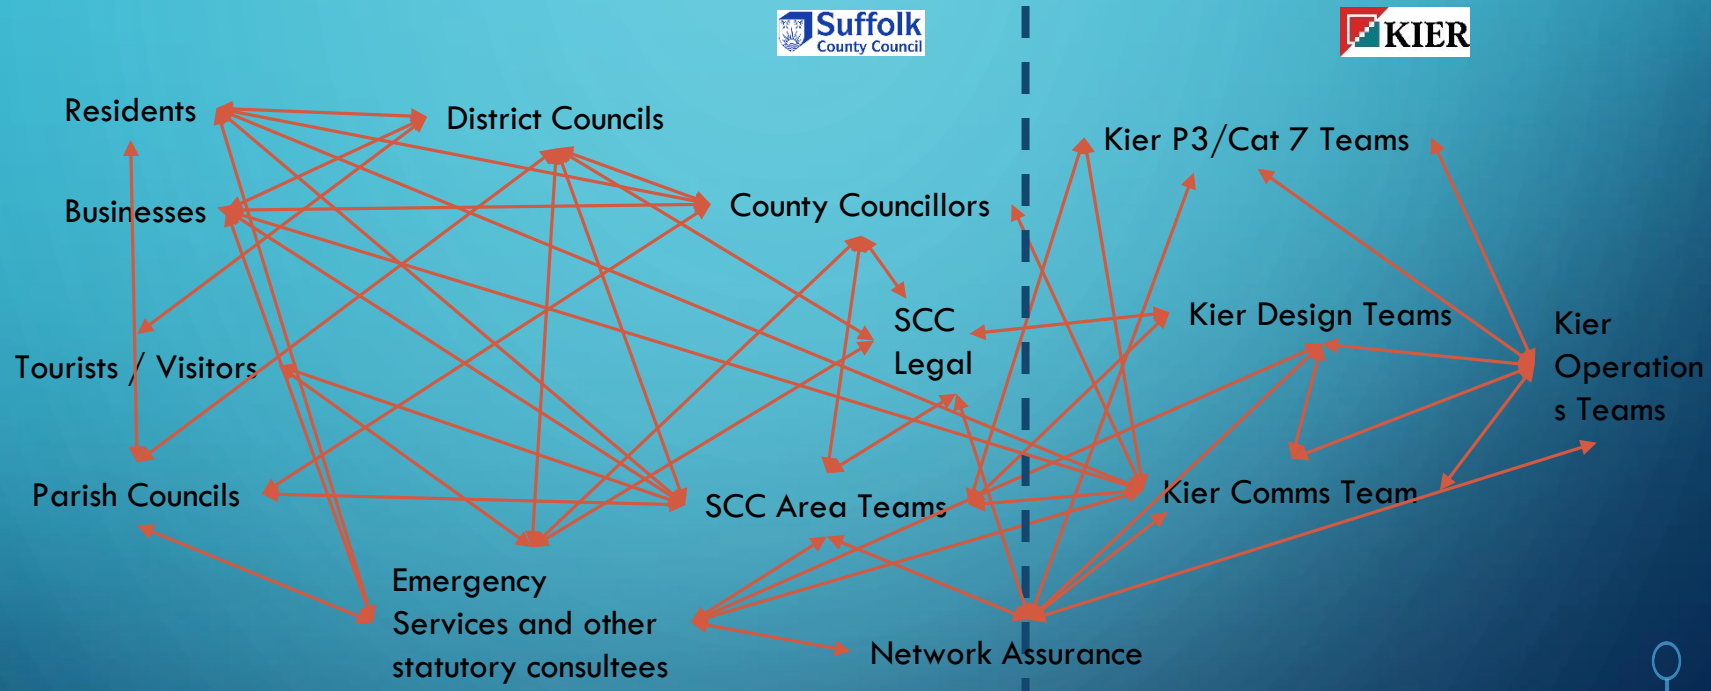 Suffolk
County Council
KIER
Residents
District Councils
Kier P3/Cat 7 Teams
Businesses
County Councillors
SCC
Legal
Kier Design Teams
Kier
Operation
s Teams
Tourists / Visitors
Parish Councils
SCC Area Teams
Kier Comms Team
Emergency
Services and other
statutory consultees
Network Assurance